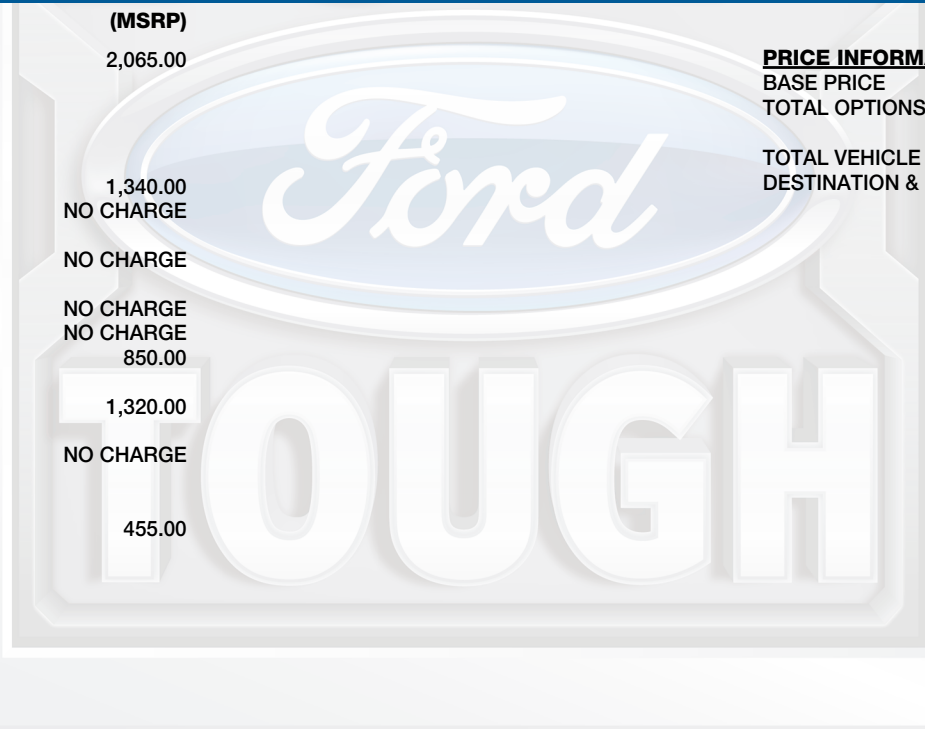 (MSRP)
2,065.00
1,340.00
NO CHARGE
NO CHARGE
NO CHARGE
NO CHARGE
850.00
1,320.00
NO CHARGE
455.00
PRICE INFORMA
BASE PRICE
TOTAL OPTIONS
TOTAL VEHICLE
DESTINATION &
Ford
TOUGH